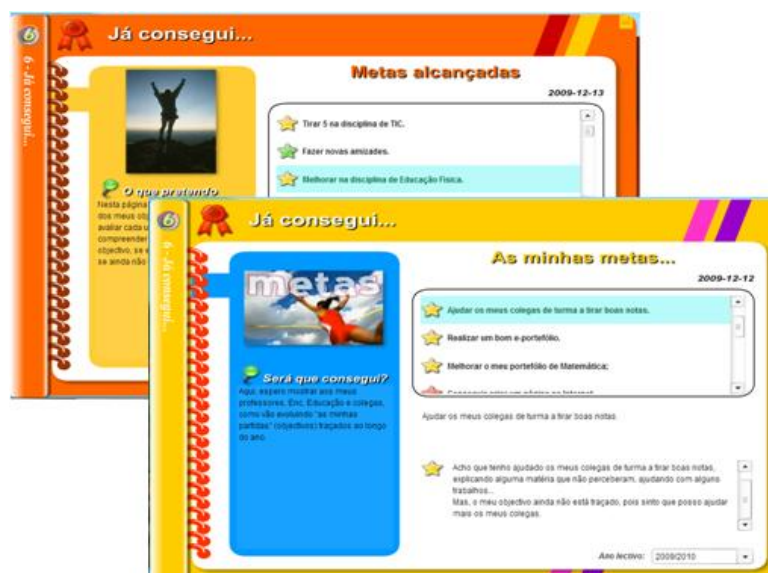 6
Já consegui...
6 - Já consegui...
Metas alcançadas
2009-12-13
Tirar 5 na disciplina de TIC.
Fazer novas amizades.
Melhorar na disciplina de Educação Física.
O que pretendo
Nesta página
dos meus
avaliar cada
compreender
objectivo, se
se ainda não
6
Já consegui...
6 - Já consegui...
As minhas metas...
2009-12-12
metas
Ajudar os meus colegas de turma a tirar boas notas.
Realizar um bom e-portefólio.
Melhorar o meu portefólio de Matemática;
Será que consegui?
Aqui, espero mostrar aos meus
professores, Enc. Educação e colegas,
como vão evoluindo "as minhas
partidas" (objectivos) traçados ao longo
do ano.
Ajudar os meus colegas de turma a tirar boas notas.
Acho que tenho ajudado os meus colegas de turma a tirar boas notas,
explicando alguma matéria que não perceberam, ajudando com alguns
trabalhos...
Mas, o meu objectivo ainda não está traçado, pois sinto que posso ajudar
mais os meus colegas.
Ano lectivo: 2009/2010